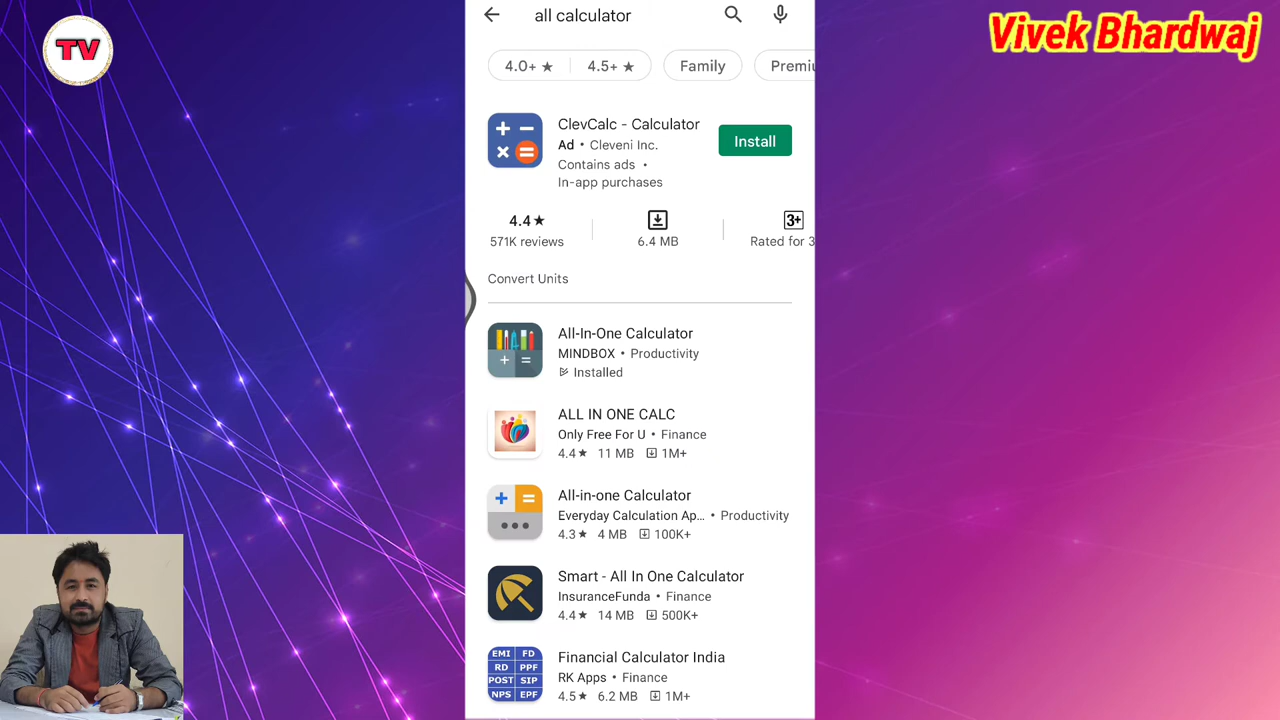 TV
Vivek Bhardwaj
all calculator
4.0+ ★ 4.5+ ★ Family Premiu
ClevCalc - Calculator
Ad • Cleveni Inc.
Install
Contains ads •
In-app purchases
4.4★
3+
571K reviews
6.4 MB
Rated for 3
Convert Units
All-In-One Calculator
MINDBOX • Productivity
Installed
ALL IN ONE CALC
Only Free For U • Finance
4.4★ 11 MB 1M+
All-in-one Calculator
Everyday Calculation Ap... • Productivity
4.3★ 4 MB 100K+
Smart - All In One Calculator
InsuranceFunda • Finance
4.4★ 14 MB 500K+
EMI FD
RD PPF
POST SIP
NPS EPF
Financial Calculator India
RK Apps • Finance
4.5★ 6.2 MB 1M+